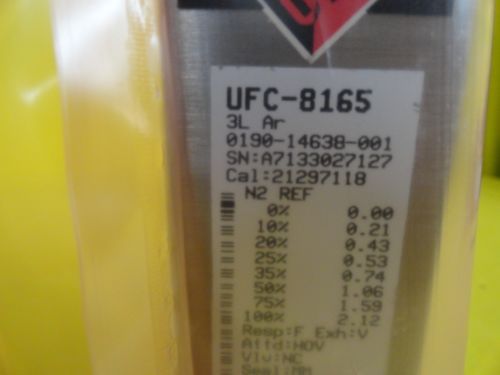 UFC-8165
3L Ar
0190-14638-001
SN:A7133027127
Cal:21297118
N2 REF
0% 0.00
10% 0.21
20% 0.43
25% 0.53
35% 0.74
50% 1.06
75% 1.59
100% 2.12
Resp:F Exh:V
Attd:HOV
Vlv:NC
Seal:MM